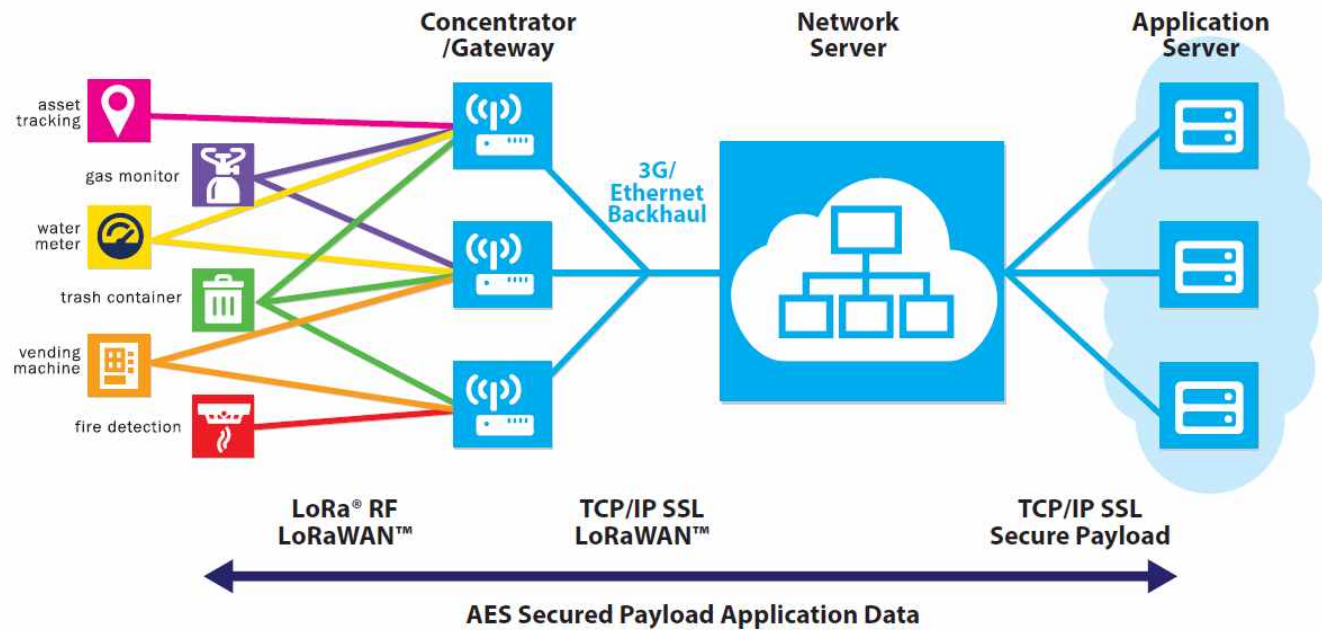 Concentrator
/Gateway
Network
Server
Application
Server
asset
tracking
gas monitor
water
meter
trash container
vending
machine
fire detection
3G/
Ethernet
Backhaul
LoRa® RF
LoRaWAN™
TCP/IP SSL
LoRaWAN™
TCP/IP SSL
Secure Payload
AES Secured Payload Application Data